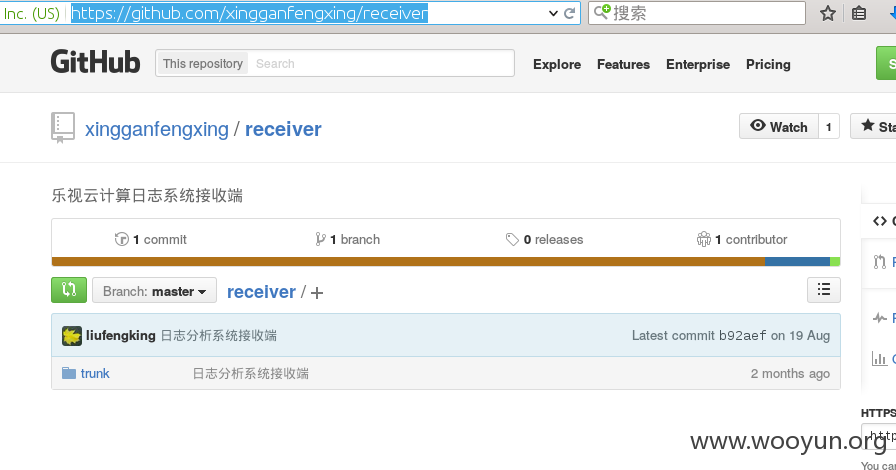 Inc. (US) https://github.com/xingganfengxing/receiver 搜索
GitHub This repository Search Explore Features Enterprise Pricing
xingganfengxing / receiver Watch 1
乐视云计算日志系统接收端
1 commit 1 branch 0 releases 1 contributor
Branch: master receiver / +
liufengking 日志分析系统接收端 Latest commit b92aef on 19 Aug
trunk 日志分析系统接收端 2 months ago
HTTPS
www.wooyun.org
You can